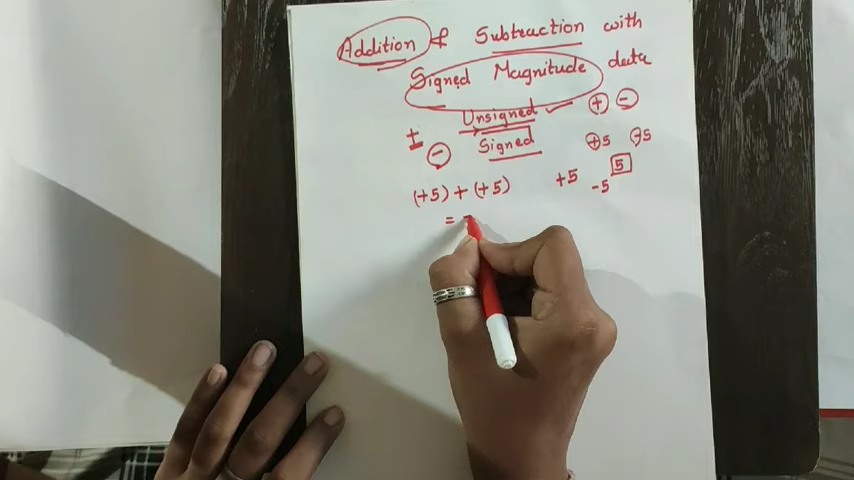 Addition & Subtraction with
Signed Magnitude data
Unsigned ✓ + -
± - Signed +5 -5
5
(+5) + (+5) +5 -5
=